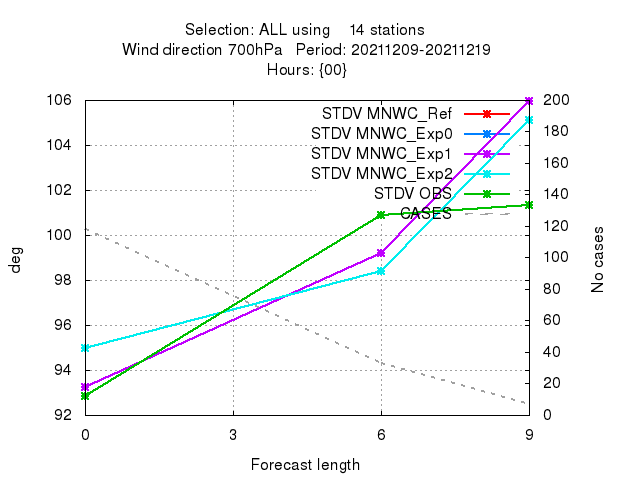 Selection: ALL using 14 stations
Wind direction 700hPa Period: 20211209-20211219
Hours: {00}
106
104
102
100
98
96
94
92
deg
200
180
160
140
120
100
80
60
40
20
0
No cases
STDV MNWC_Ref
STDV MNWC_Exp0
STDV MNWC_Exp1
STDV MNWC_Exp2
STDV OBS
CASES
0 3 6 9
Forecast length